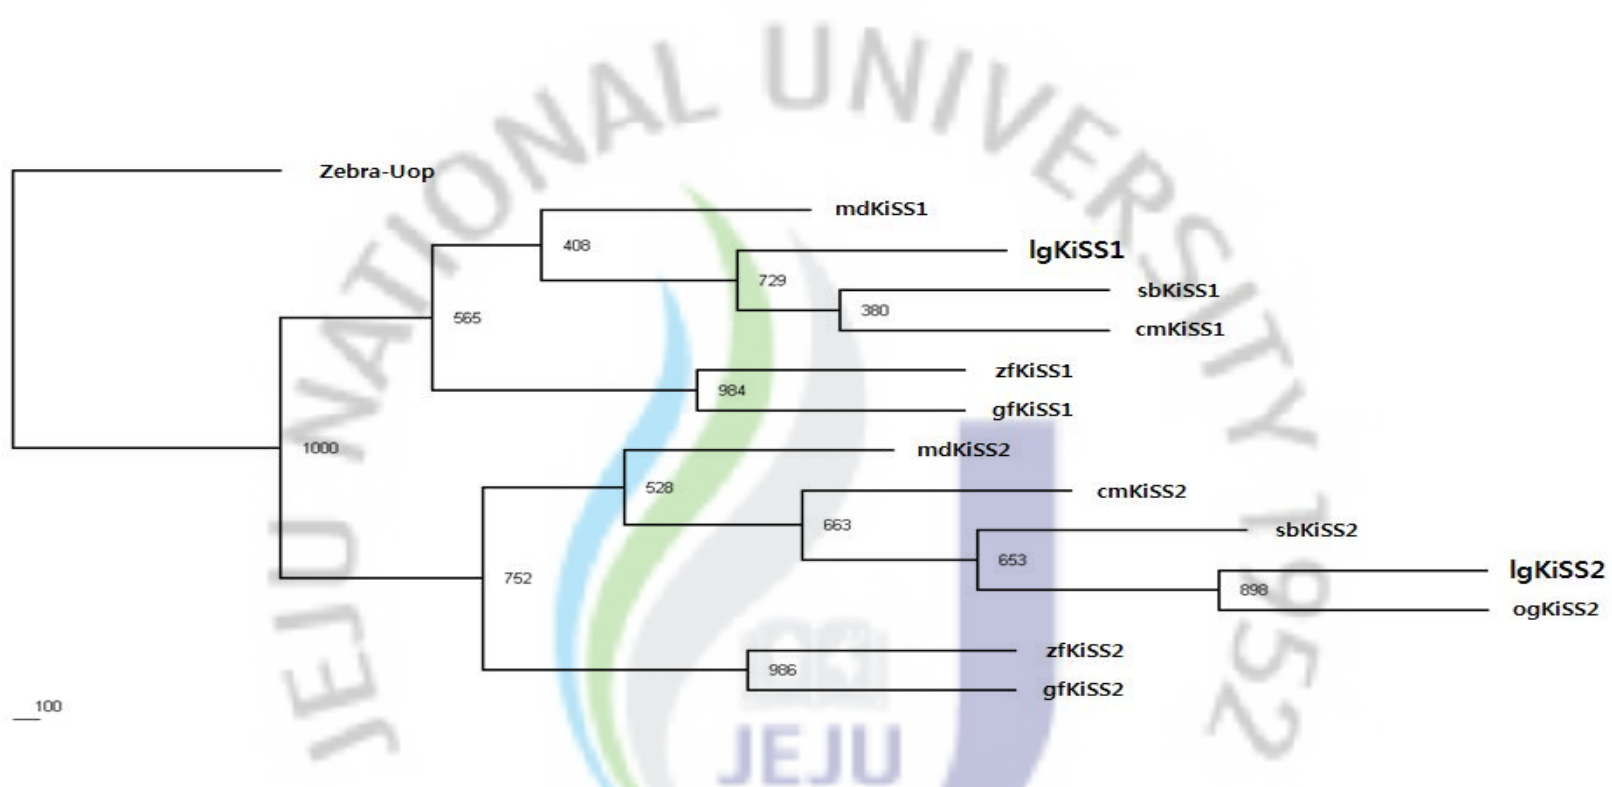 JEJU NATIONAL UNIVERSITY 1952
Zebra-Uop
mdKiSS1
408
lgKiSS1
729
sbKiSS1
380
cmKiSS1
565
zfKiSS1
984
gfKiSS1
1000
mdKiSS2
528
cmKiSS2
663
sbKiSS2
653
lgKiSS2
898
ogKiSS2
752
zfKiSS2
986
gfKiSS2
100
JEJU